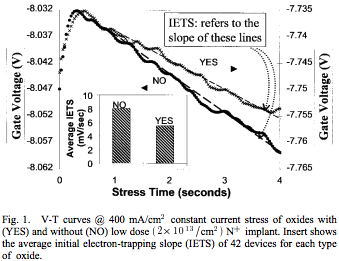 -8.032
-8.037
-8.042
-8.047
-8.052
-8.057
-8.062
Gate Voltage (V)
IETS: refers to the
slope of these lines
YES
NO
10
8
6
4
2
0
Average IETS
(mV/sec)
NO
YES
-7.735
-7.74
-7.745
-7.75
-7.755
-7.76
-7.765
Gate Voltage (V)
0 1 2 3 4
Stress Time (seconds)
Fig. 1. V-T curves @ 400 mA/cm² constant current stress of oxides with
(YES) and without (NO) low dose (2× 10¹³/cm²) N⁺ implant. Insert shows
the average initial electron-trapping slope (IETS) of 42 devices for each type
of oxide.